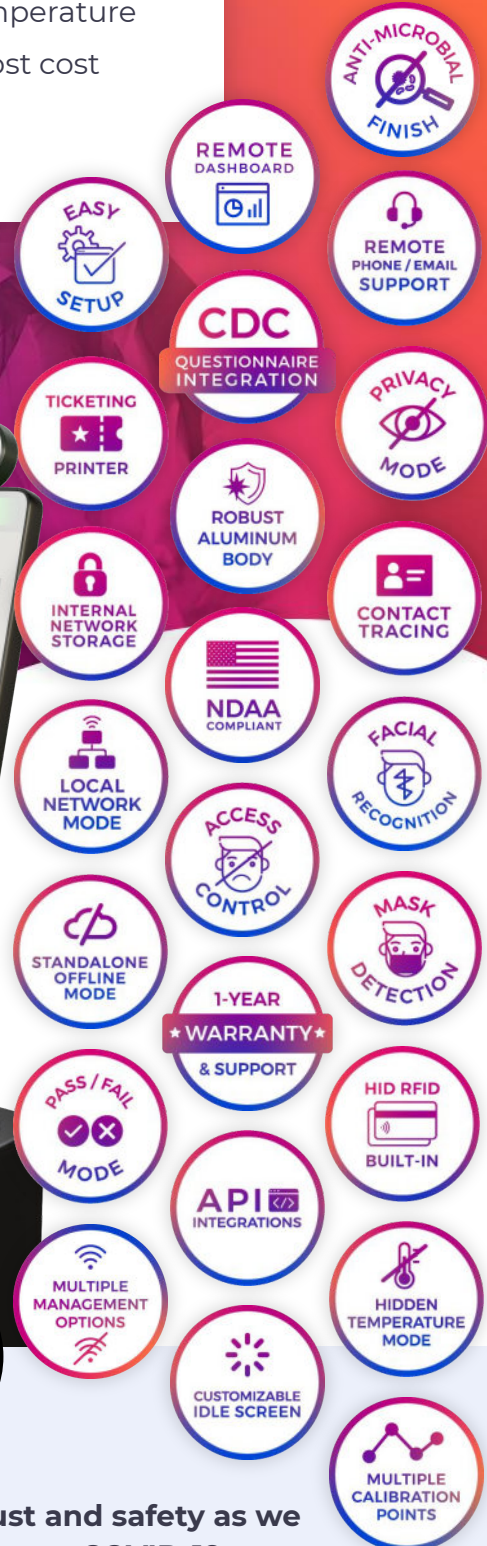 ost cost
ANTI-MICROBIAL
FINISH
REMOTE
DASHBOARD
EASY
SETUP
REMOTE
PHONE / EMAIL
SUPPORT
CDC
QUESTIONNAIRE
INTEGRATION
TICKETING
PRINTER
PRIVACY
MODE
ROBUST
ALUMINUM
BODY
INTERNAL
NETWORK
STORAGE
CONTACT
TRACING
NDAA
COMPLIANT
LOCAL
NETWORK
MODE
FACIAL
RECOGNITION
ACCESS
CONTROL
STANDALONE
OFFLINE
MODE
MASK
DETECTION
1-YEAR
WARRANTY
& SUPPORT
PASS / FAIL
MODE
HID RFID
BUILT-IN
API
INTEGRATIONS
MULTIPLE
MANAGEMENT
OPTIONS
HIDDEN
TEMPERATURE
MODE
CUSTOMIZABLE
IDLE SCREEN
MULTIPLE
CALIBRATION
POINTS
ust and safety as we